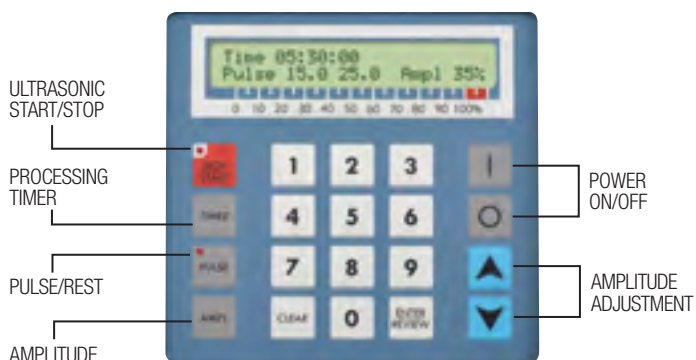 Time 05:30:00
Pulse 15.0 25.0 Ampl 35%
0 10 20 30 40 50 60 70 80 90 100%
ULTRASONIC
START/STOP
1 2 3 I
POWER
ON/OFF
PROCESSING
TIMER
TIMER 4 5 6 O
PULSE/REST
PULSE 7 8 9
AMPLITUDE
ADJUSTMENT
AMPL CLEAR 0 ENTER
REVIEW
AMPLITUDE